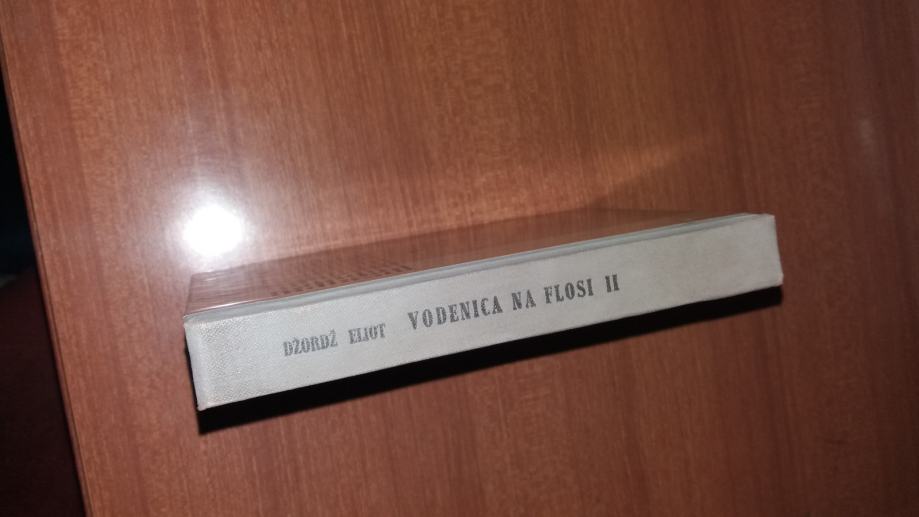 DŽORDŽ ELIOT VODENICA NA FLOSI II